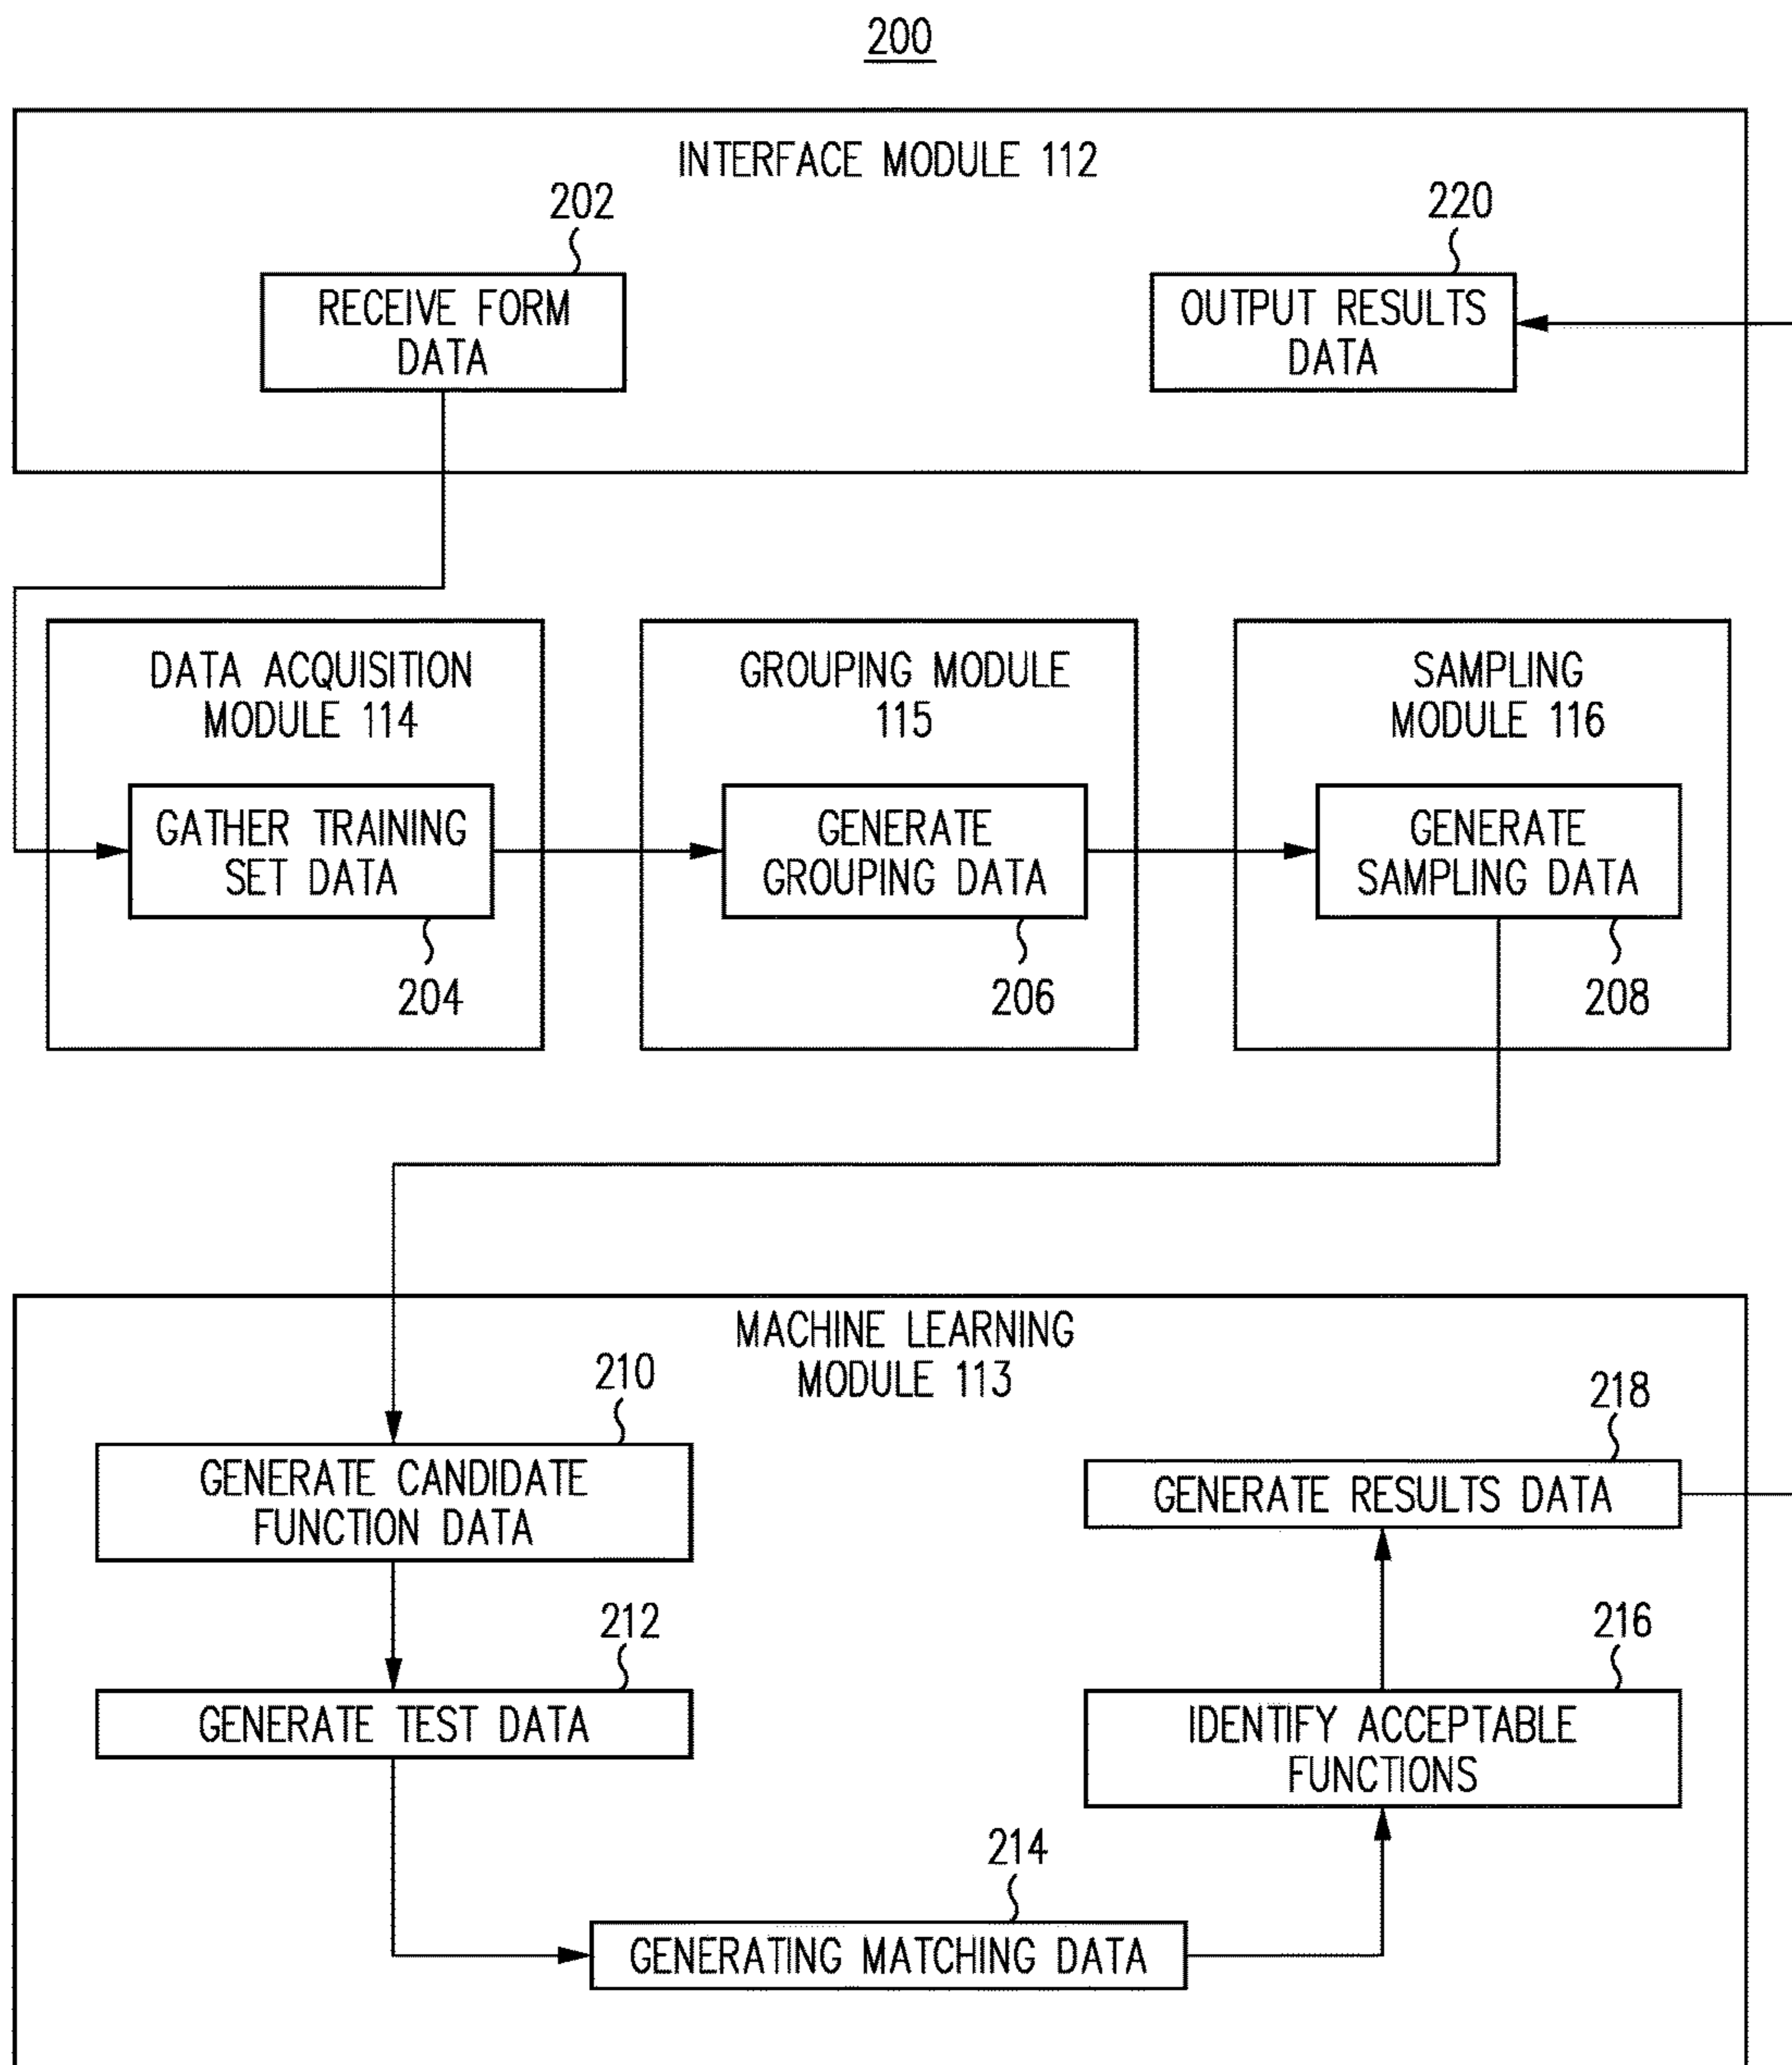 200
INTERFACE MODULE 112
202
RECEIVE FORM
DATA
220
OUTPUT RESULTS
DATA
DATA ACQUISITION
MODULE 114
GATHER TRAINING
SET DATA
204
GROUPING MODULE
115
GENERATE
GROUPING DATA
206
SAMPLING
MODULE 116
GENERATE
SAMPLING DATA
208
MACHINE LEARNING
MODULE 113
210
GENERATE CANDIDATE
FUNCTION DATA
212
GENERATE TEST DATA
214
GENERATING MATCHING DATA
216
IDENTIFY ACCEPTABLE
FUNCTIONS
218
GENERATE RESULTS DATA